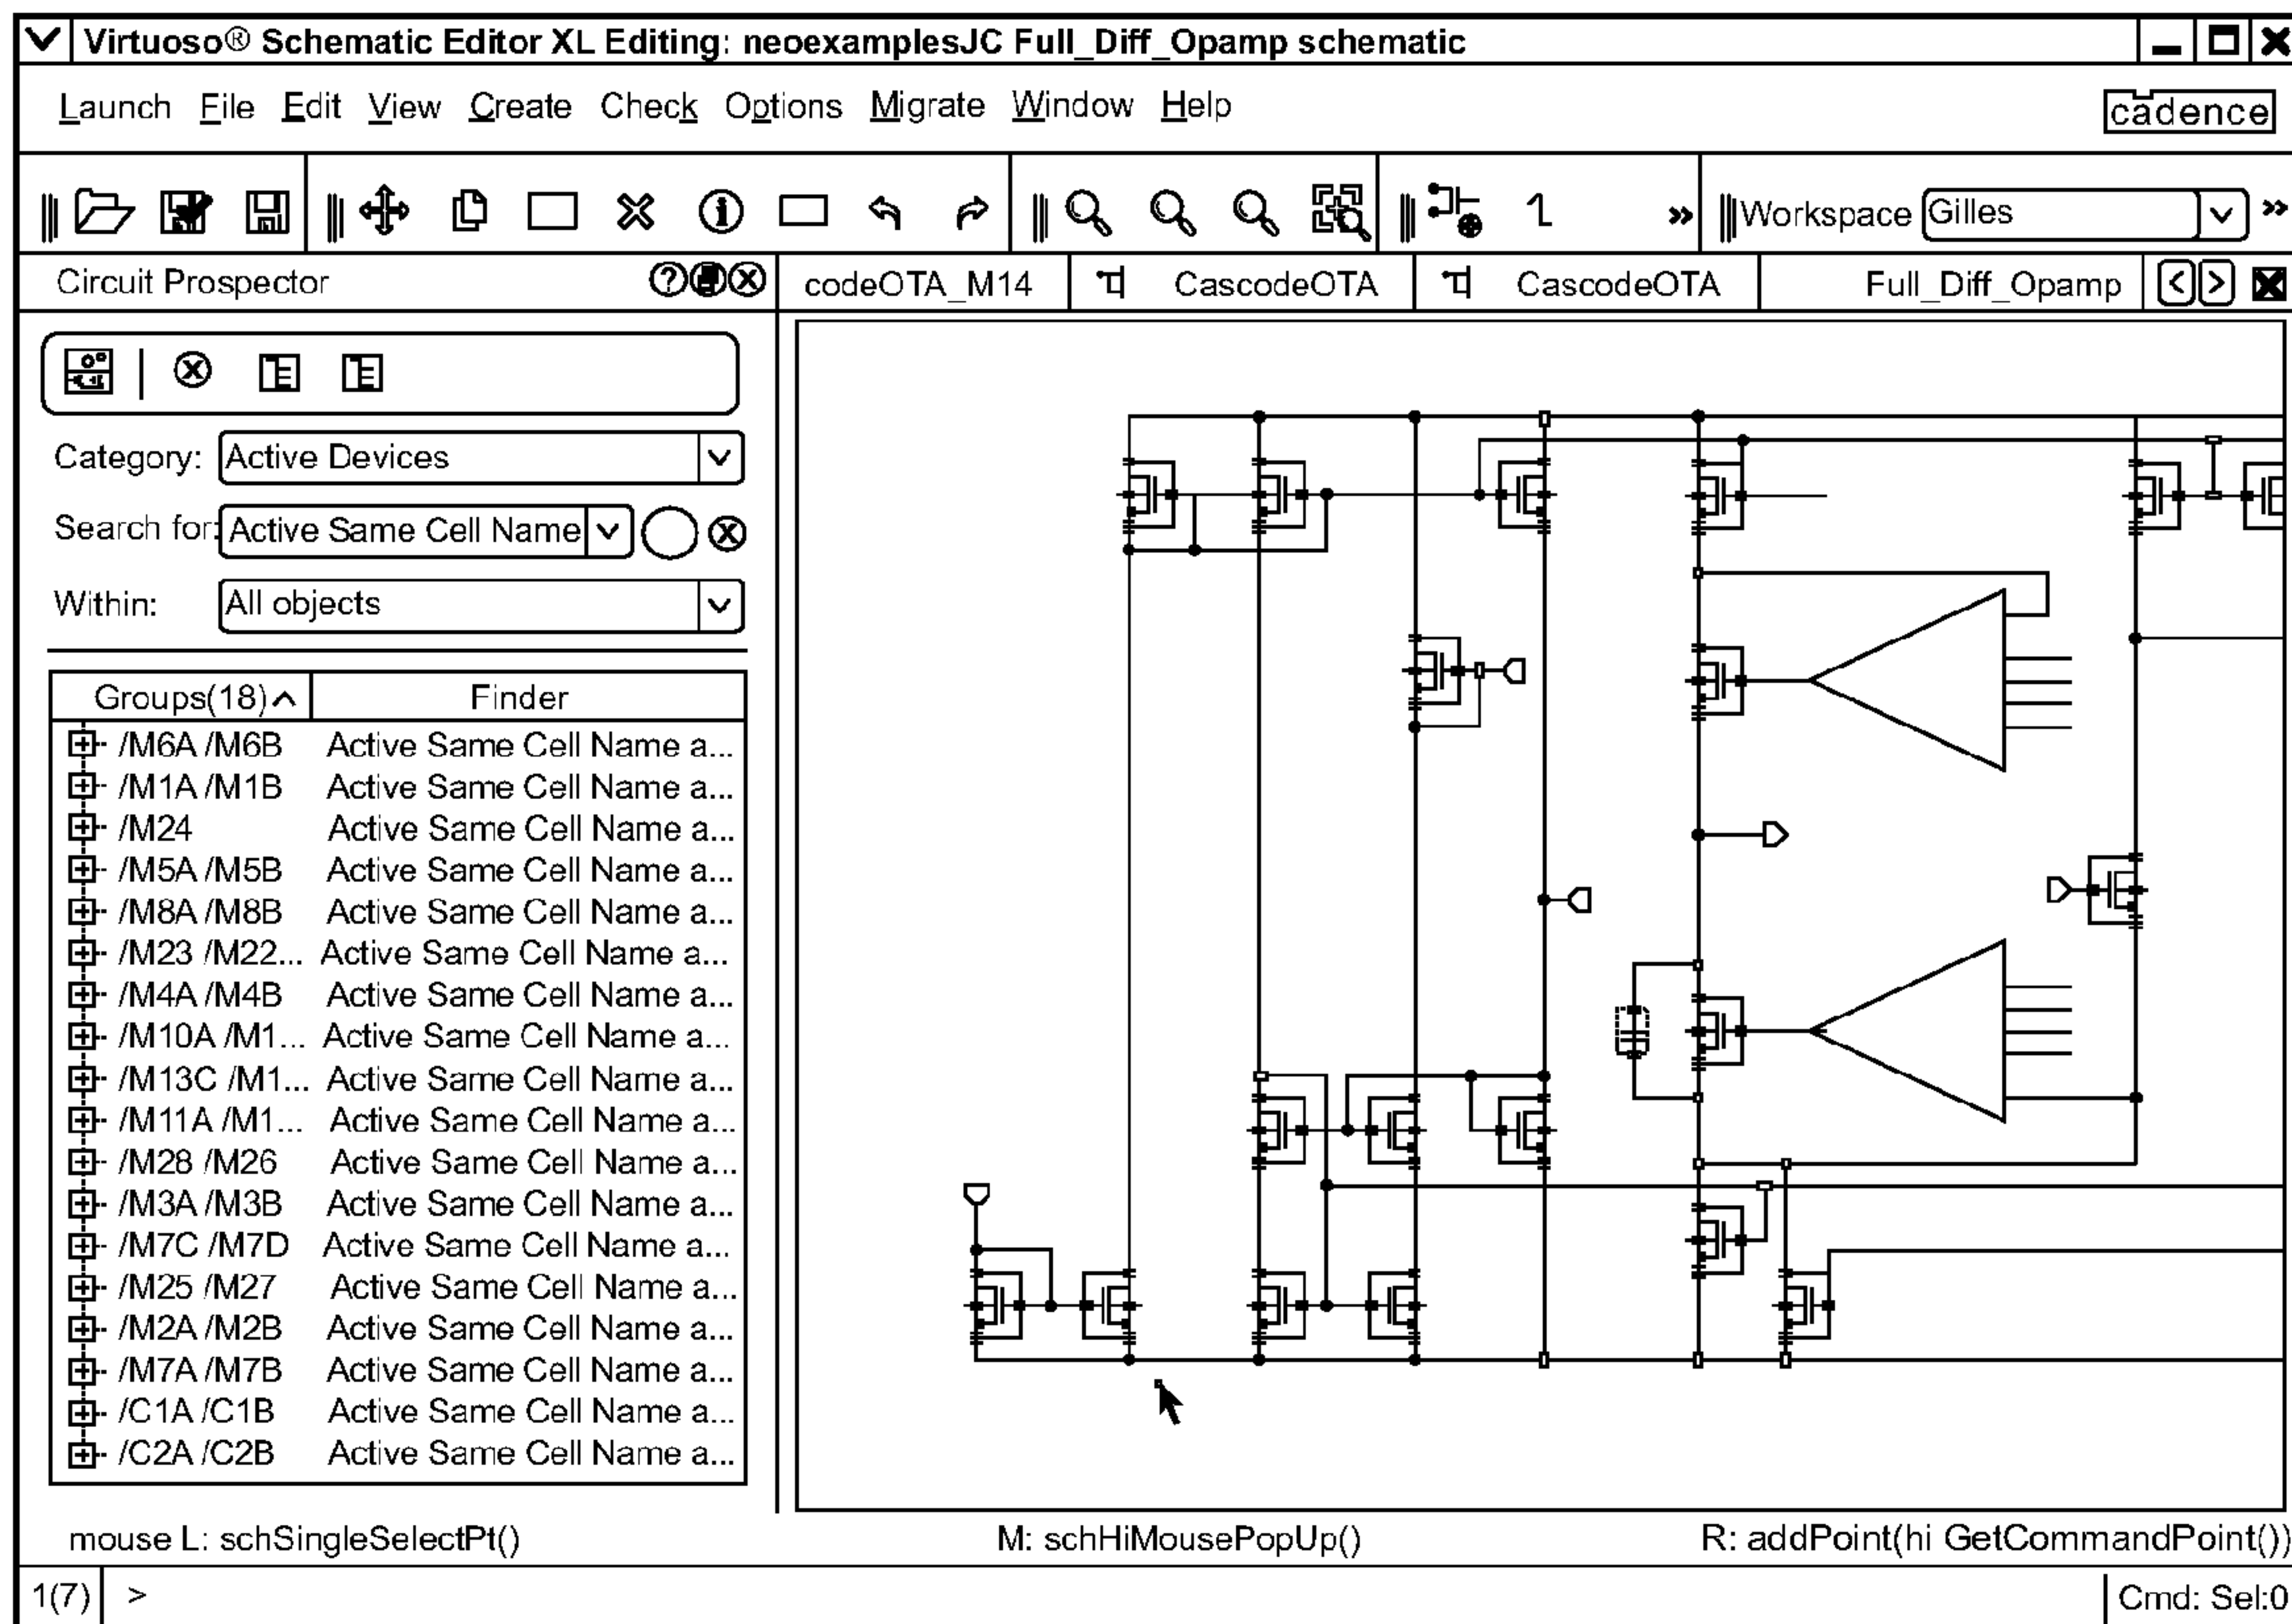 Virtuoso® Schematic Editor XL Editing: neoexamplesJC Full_Diff_Opamp schematic
Launch File Edit View Create Check Options Migrate Window Help
cadence
1
»
Workspace Gilles
»
Circuit Prospector
codeOTA_M14
CascodeOTA
CascodeOTA
Full_Diff_Opamp
Category: Active Devices
Search for: Active Same Cell Name
Within: All objects
Groups(18) Finder
/M6A /M6B Active Same Cell Name a...
/M1A /M1B Active Same Cell Name a...
/M24 Active Same Cell Name a...
/M5A /M5B Active Same Cell Name a...
/M8A /M8B Active Same Cell Name a...
/M23 /M22... Active Same Cell Name a...
/M4A /M4B Active Same Cell Name a...
/M10A /M1... Active Same Cell Name a...
/M13C /M1... Active Same Cell Name a...
/M11A /M1... Active Same Cell Name a...
/M28 /M26 Active Same Cell Name a...
/M3A /M3B Active Same Cell Name a...
/M7C /M7D Active Same Cell Name a...
/M25 /M27 Active Same Cell Name a...
/M2A /M2B Active Same Cell Name a...
/M7A /M7B Active Same Cell Name a...
/C1A /C1B Active Same Cell Name a...
/C2A /C2B Active Same Cell Name a...
mouse L: schSingleSelectPt() M: schHiMousePopUp() R: addPoint(hi GetCommandPoint())
1(7) > Cmd: Sel:0